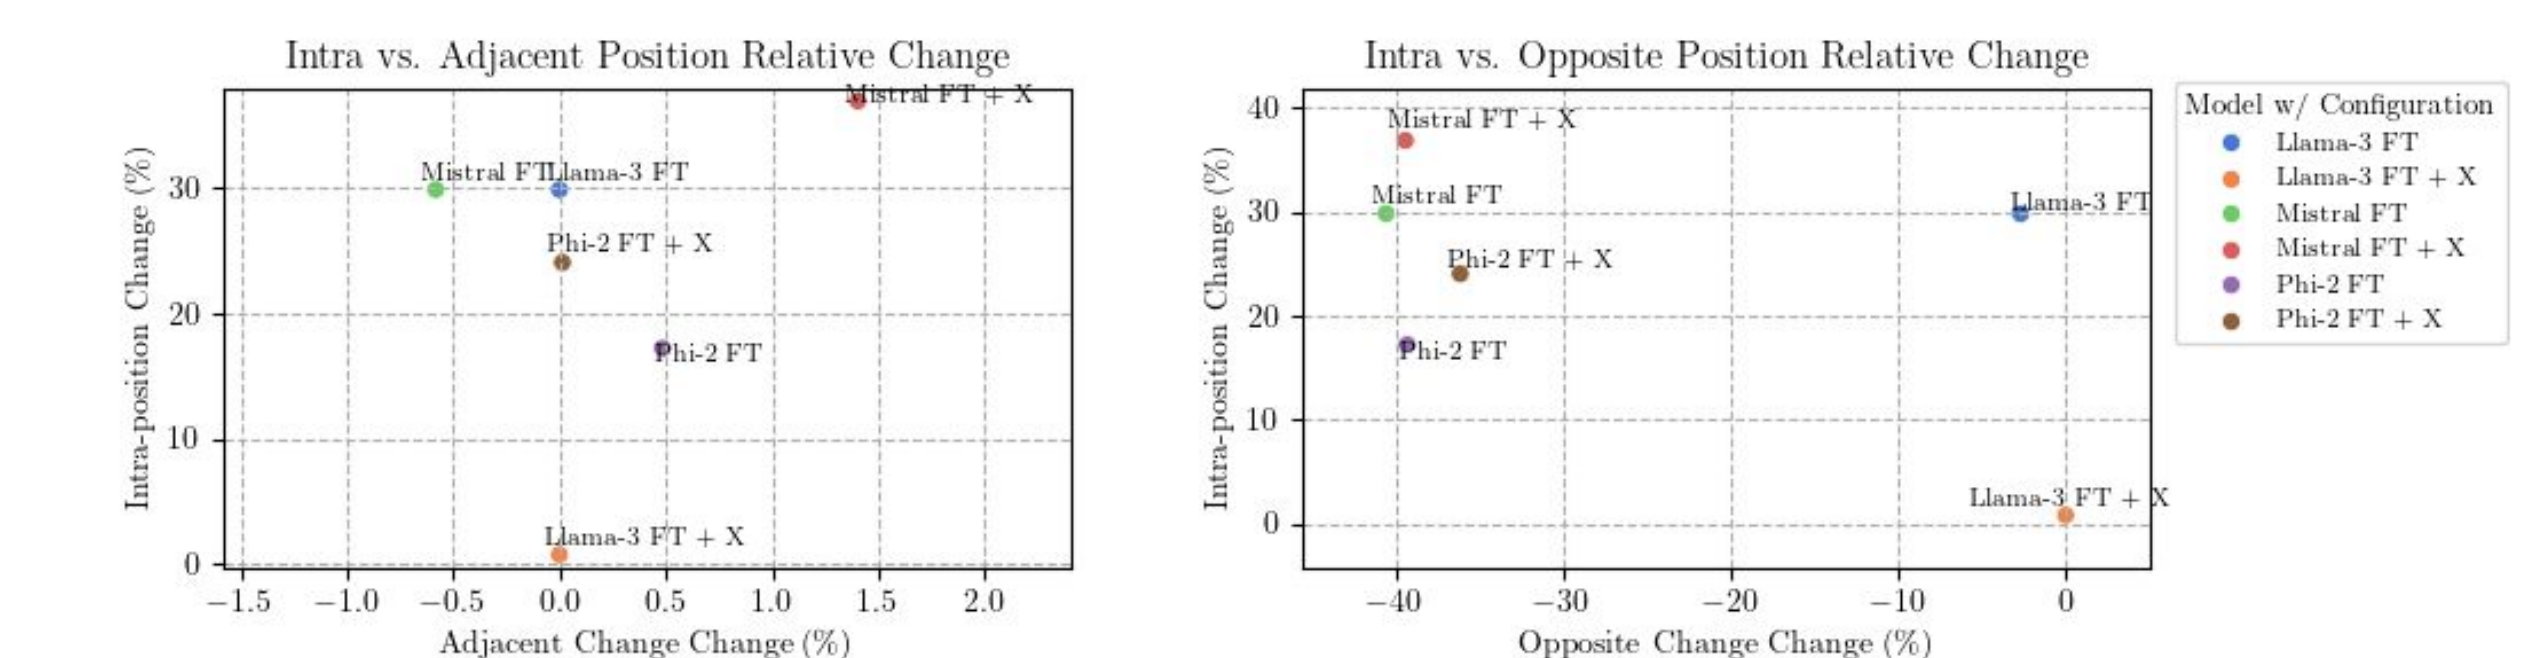 Intra vs. Adjacent Position Relative Change
Intra-position Change (%)
30
20
10
0
Mistral FT + X
Mistral FT
Llama-3 FT
Phi-2 FT + X
Phi-2 FT
Llama-3 FT + X
−1.5 −1.0 −0.5 0.0 0.5 1.0 1.5 2.0
Adjacent Change Change (%)
Intra vs. Opposite Position Relative Change
Intra-position Change (%)
40
30
20
10
0
Mistral FT + X
Mistral FT
Llama-3 FT
Phi-2 FT + X
Phi-2 FT
Llama-3 FT + X
−40 −30 −20 −10 0
Opposite Change Change (%)
Model w/ Configuration
Llama-3 FT
Llama-3 FT + X
Mistral FT
Mistral FT + X
Phi-2 FT
Phi-2 FT + X